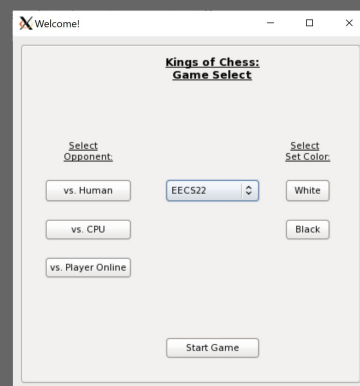 Welcome!
Kings of Chess:
Game Select
Select
Opponent:
Select
Set Color:
vs. Human
EECS22
White
vs. CPU
Black
vs. Player Online
Start Game